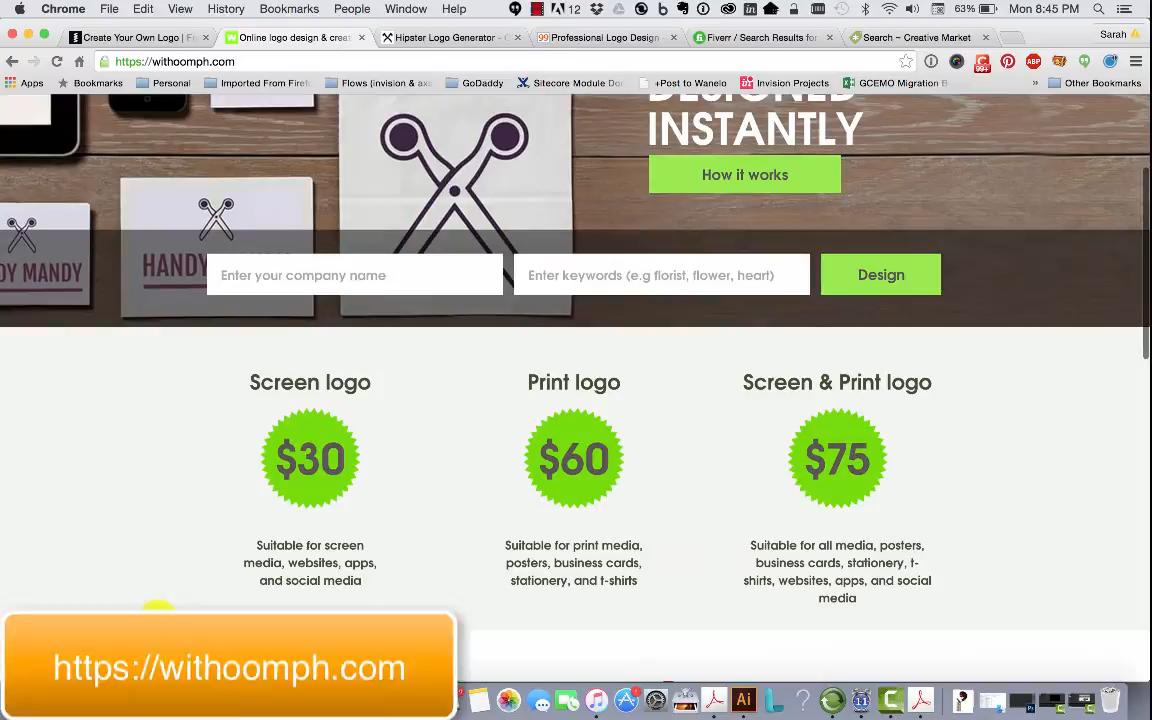 Chrome File Edit View History Bookmarks People Window Help
12
63% Mon 8:45 PM
Create Your Own Logo | F
Online logo design & crea
Hipster Logo Generator -
Professional Logo Design -
Fiverr / Search Results for
Search ~ Creative Market
Sarah
https://withoomph.com
99+
ABP
Apps
Bookmarks
Personal
Imported From Firef
Flows (invision & axs
GoDaddy
Sitecore Module Do
+Post to Wanelo
Invision Projects
GCEMO Migration B
»
Other Bookmarks
DESIGNED
INSTANTLY
How it works
DY MANDY
HANDY
Enter your company name
Enter keywords (e.g florist, flower, heart)
Design
Screen logo
Print logo
Screen & Print logo
$30
$60
$75
Suitable for screen
media, websites, apps,
and social media
Suitable for print media,
posters, business cards,
stationery, and t-shirts
Suitable for all media, posters,
business cards, stationery, t-
shirts, websites, apps, and social
media
https://withoomph.com
Ai
11